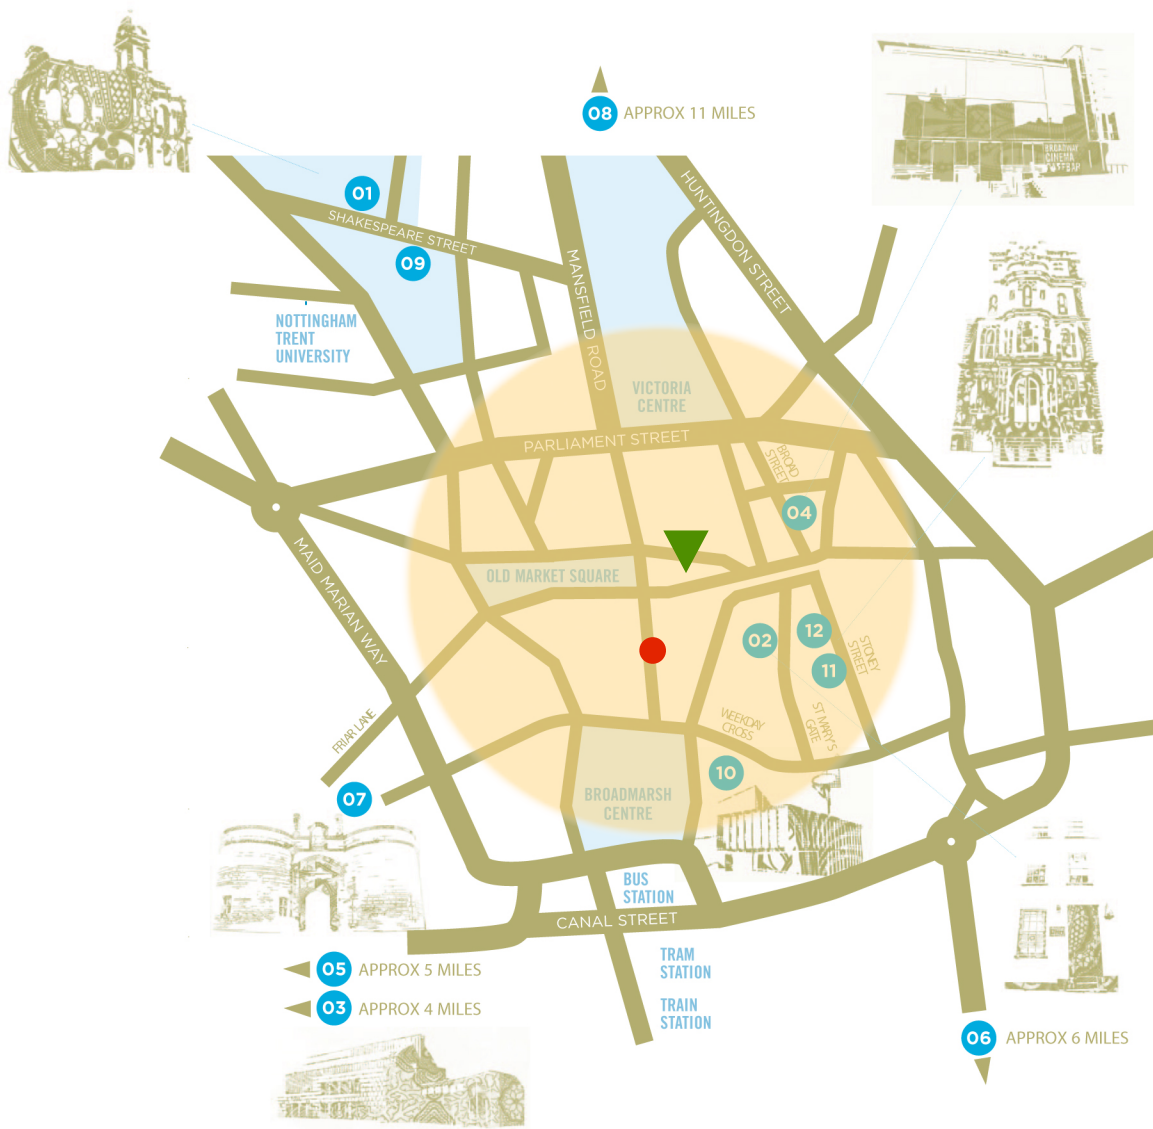 08 APPROX 11 MILES
BROADWAY
CINEMA
01
SHAKESPEARE STREET
09
HUNTINGDON STREET
MANSFIELD ROAD
NOTTINGHAM
TRENT
UNIVERSITY
VICTORIA
CENTRE
PARLIAMENT STREET
BROAD
STREET
04
MAID MARIAN WAY
OLD MARKET SQUARE
02
12
11
STONEY
STREET
FRIAR LANE
WEEKDAY
CROSS
ST MARY'S
GATE
10
07
BROADMARSH
CENTRE
BUS
STATION
CANAL STREET
TRAM
STATION
05 APPROX 5 MILES
03 APPROX 4 MILES
TRAIN
STATION
06 APPROX 6 MILES